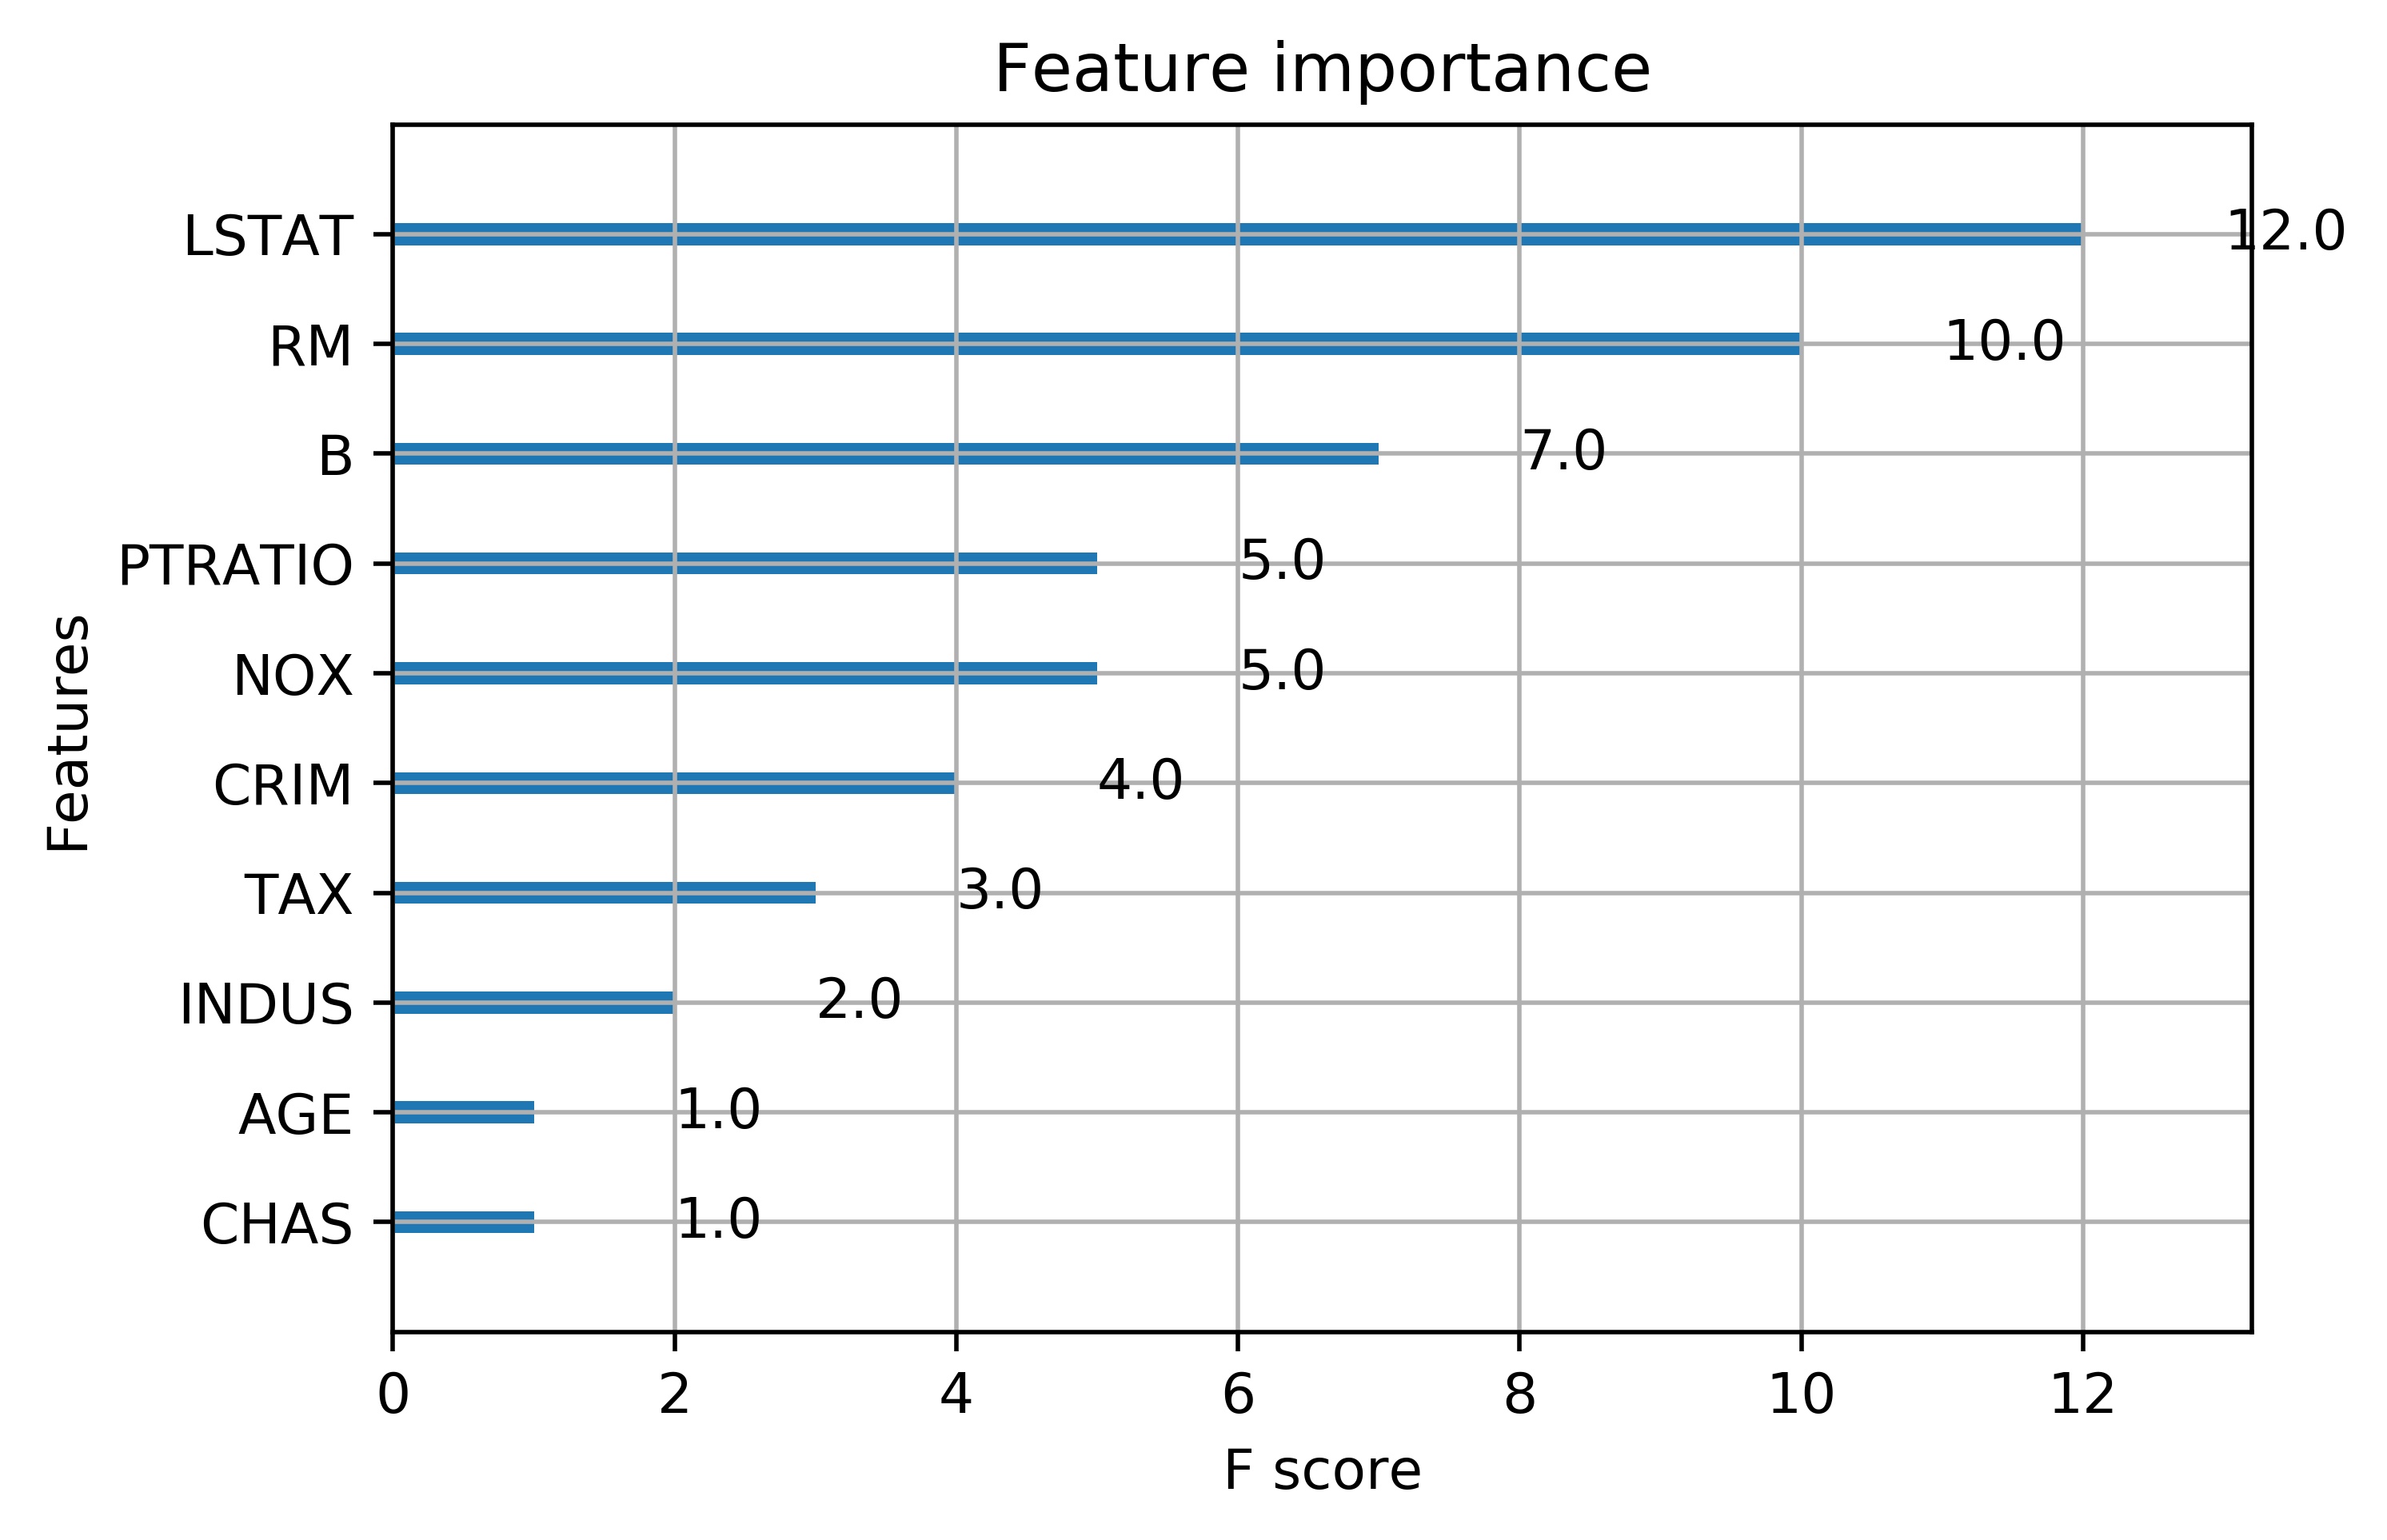 Feature importance
LSTAT 12.0
RM 10.0
B 7.0
PTRATIO 5.0
NOX 5.0
CRIM 4.0
TAX 3.0
INDUS 2.0
AGE 1.0
CHAS 1.0
Features
0 2 4 6 8 10 12
F score